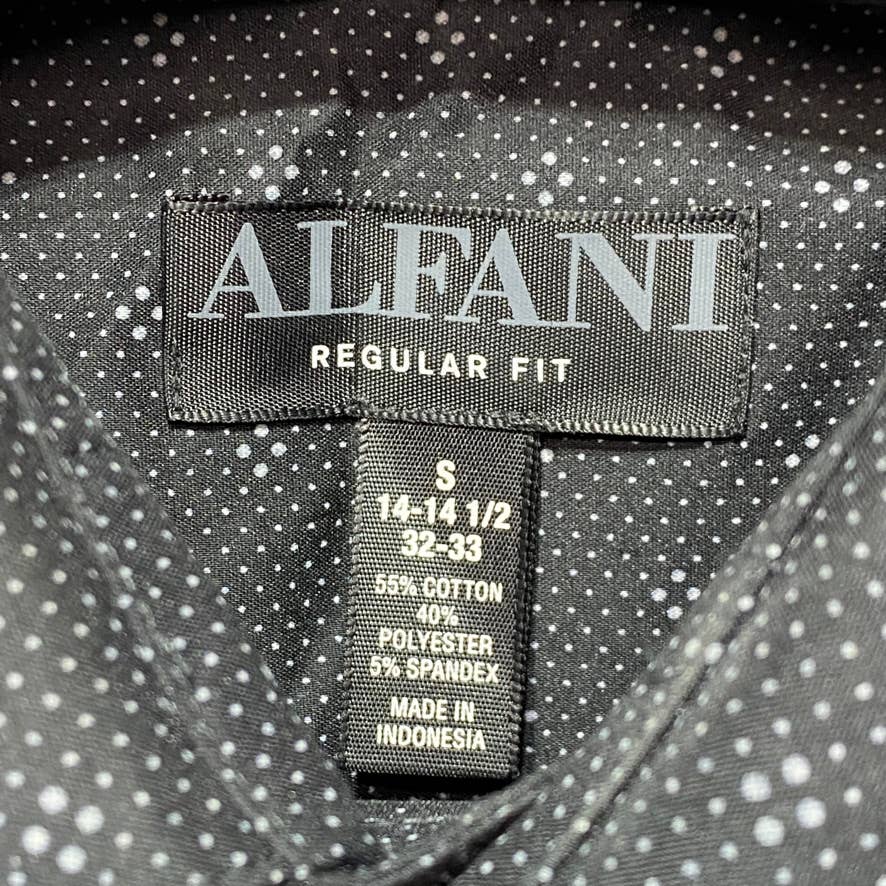 ALFANI
REGULAR FIT
S
14-14 1/2
32-33
55% COTTON
40%
POLYESTER
5% SPANDEX
MADE IN
INDONESIA